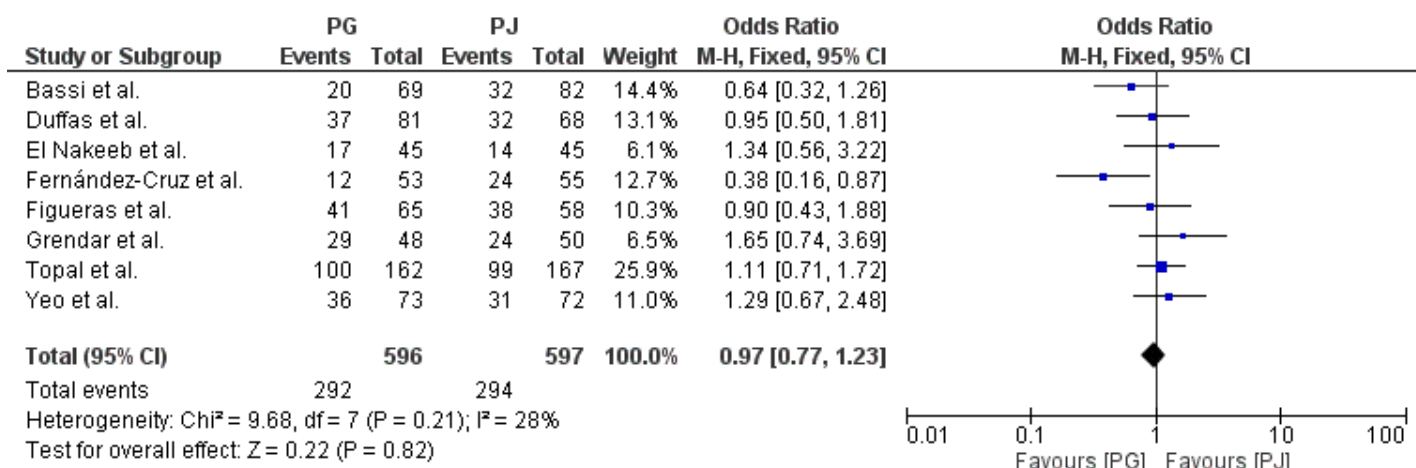 PG PJ Odds Ratio Odds Ratio
Study or Subgroup Events Total Events Total Weight M-H, Fixed, 95% CI M-H, Fixed, 95% CI
Bassi et al. 20 69 32 82 14.4% 0.64 [0.32, 1.26]
Duffas et al. 37 81 32 68 13.1% 0.95 [0.50, 1.81]
El Nakeeb et al. 17 45 14 45 6.1% 1.34 [0.56, 3.22]
Fernández-Cruz et al. 12 53 24 55 12.7% 0.38 [0.16, 0.87]
Figueras et al. 41 65 38 58 10.3% 0.90 [0.43, 1.88]
Grendar et al. 29 48 24 50 6.5% 1.65 [0.74, 3.69]
Topal et al. 100 162 99 167 25.9% 1.11 [0.71, 1.72]
Yeo et al. 36 73 31 72 11.0% 1.29 [0.67, 2.48]
Total (95% CI) 596 597 100.0% 0.97 [0.77, 1.23]
Total events 292 294
Heterogeneity: Chi² = 9.68, df = 7 (P = 0.21); I² = 28%
Test for overall effect: Z = 0.22 (P = 0.82)
0.01 0.1 1 10 100
Favours [PG] Favours [PJ]